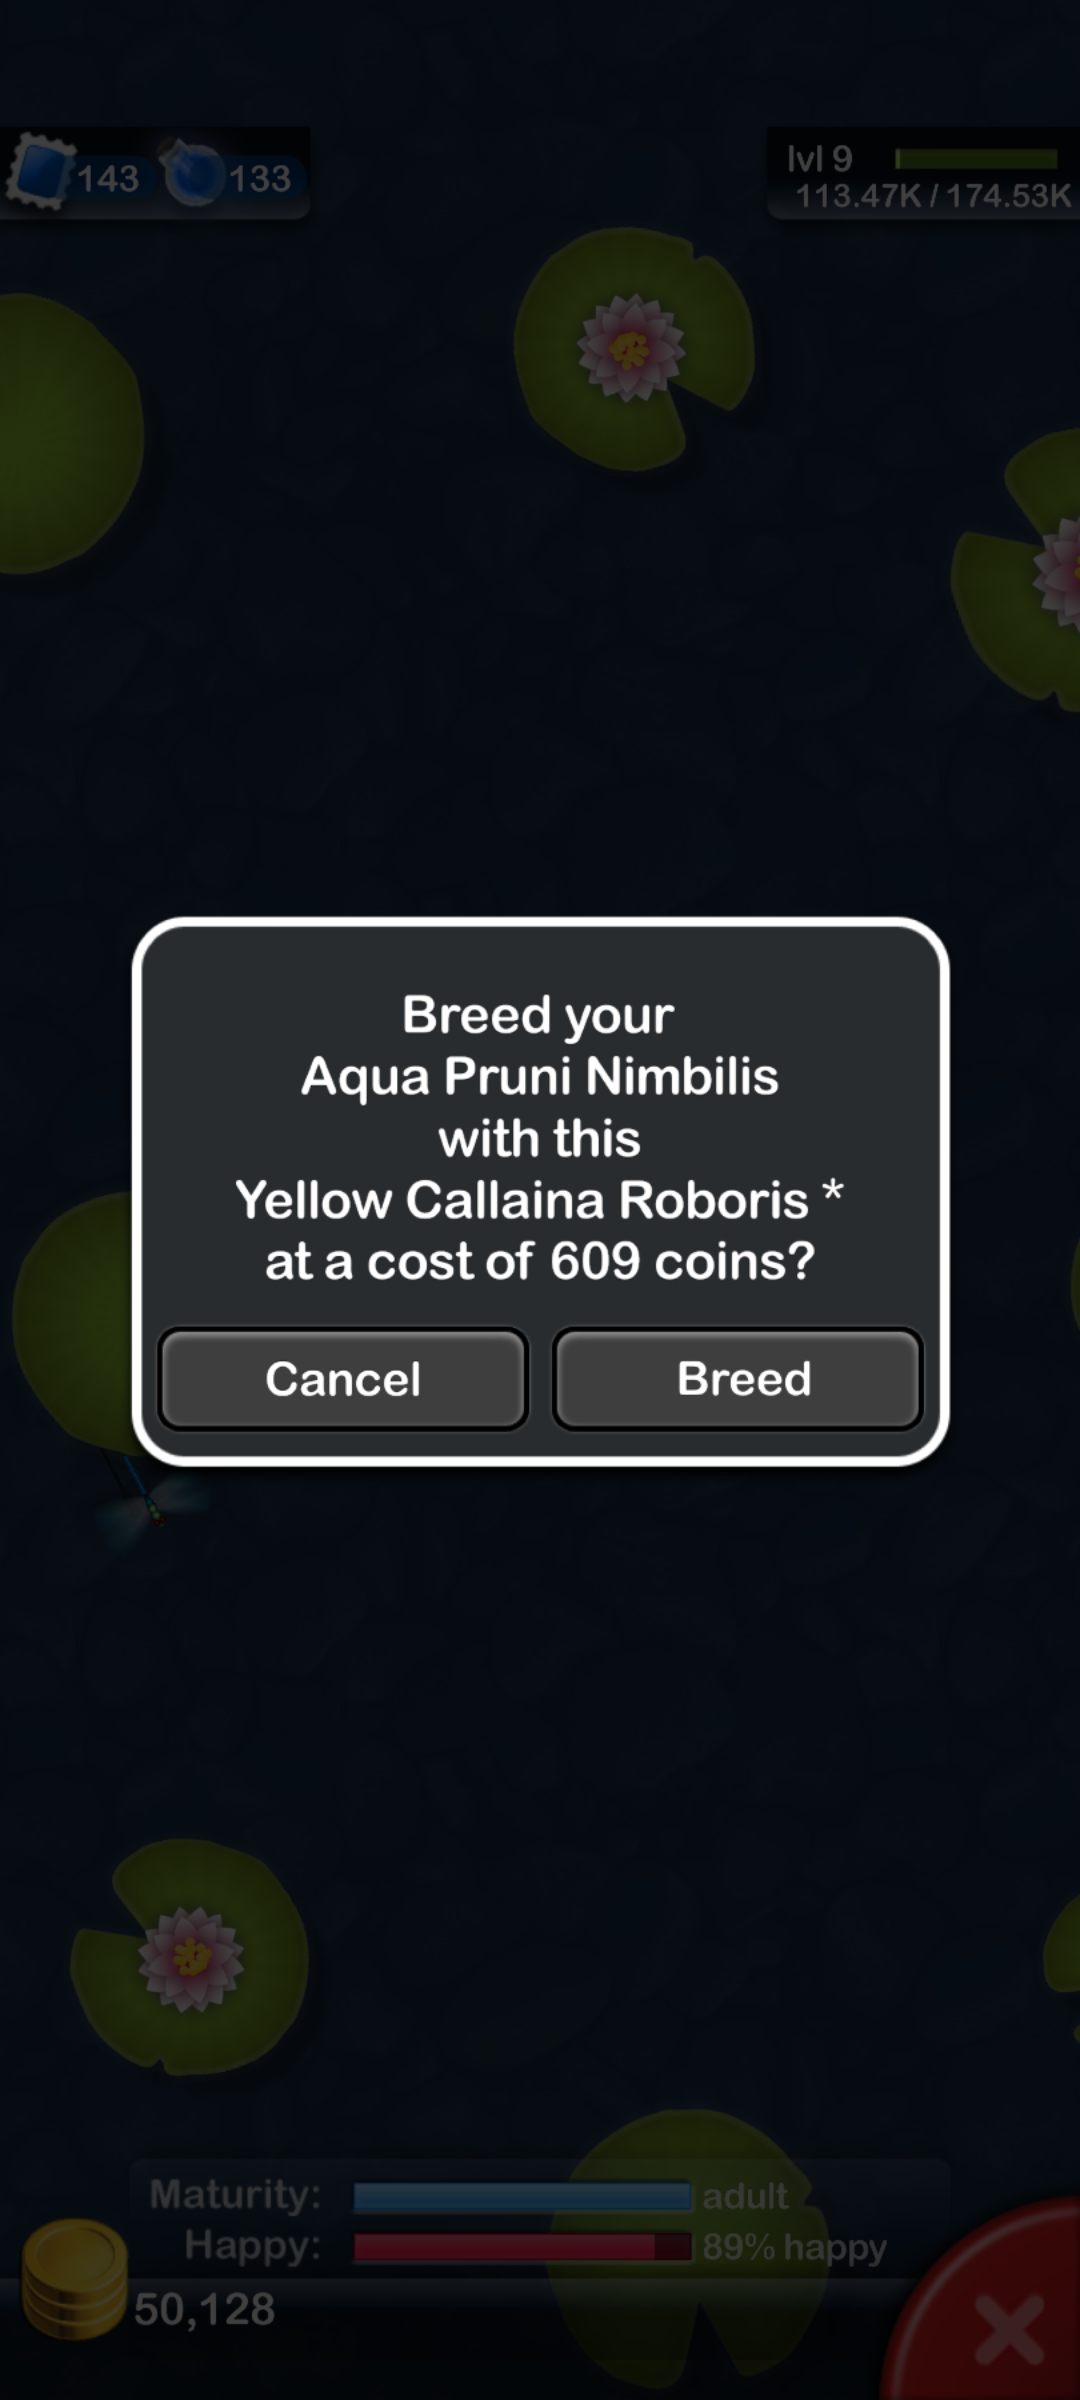 143 133
lvl 9
113.47K / 174.53K
Breed your
Aqua Pruni Nimbilis
with this
Yellow Callaina Roboris *
at a cost of 609 coins?
Cancel Breed
Maturity: adult
Happy: 89% happy
50,128